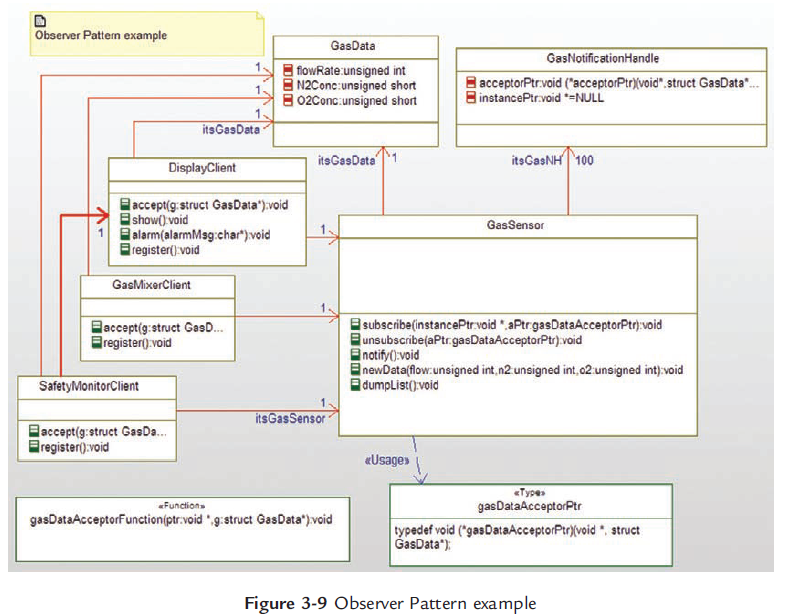 Observer Pattern example
GasData
flowRate:unsigned int
N2Conc:unsigned short
O2Conc:unsigned short
GasNotificationHandle
acceptorPtr:void (*acceptorPtr)(void*,struct GasData*...
instancePtr:void *=NULL
1
1
1
itsGasData
itsGasData
1
itsGasNH
100
DisplayClient
accept(g:struct GasData*):void
show():void
alarm(alarmMsg:char*):void
register():void
1
1
GasSensor
subscribe(instancePtr:void *,aPtr:gasDataAcceptorPtr):void
unsubscribe(aPtr:gasDataAcceptorPtr):void
notify():void
newData(flow:unsigned int,n2:unsigned int,o2:unsigned int):void
dumpList():void
GasMixerClient
accept(g:struct GasD...
register():void
1
SafetyMonitorClient
accept(g:struct GasDa...
register():void
1
itsGasSensor
«Usage»
«Function»
gasDataAcceptorFunction(ptr:void *,g:struct GasData*):void
«Type»
gasDataAcceptorPtr
typedef void (*gasDataAcceptorPtr)(void *, struct
GasData*);
Figure 3-9 Observer Pattern example